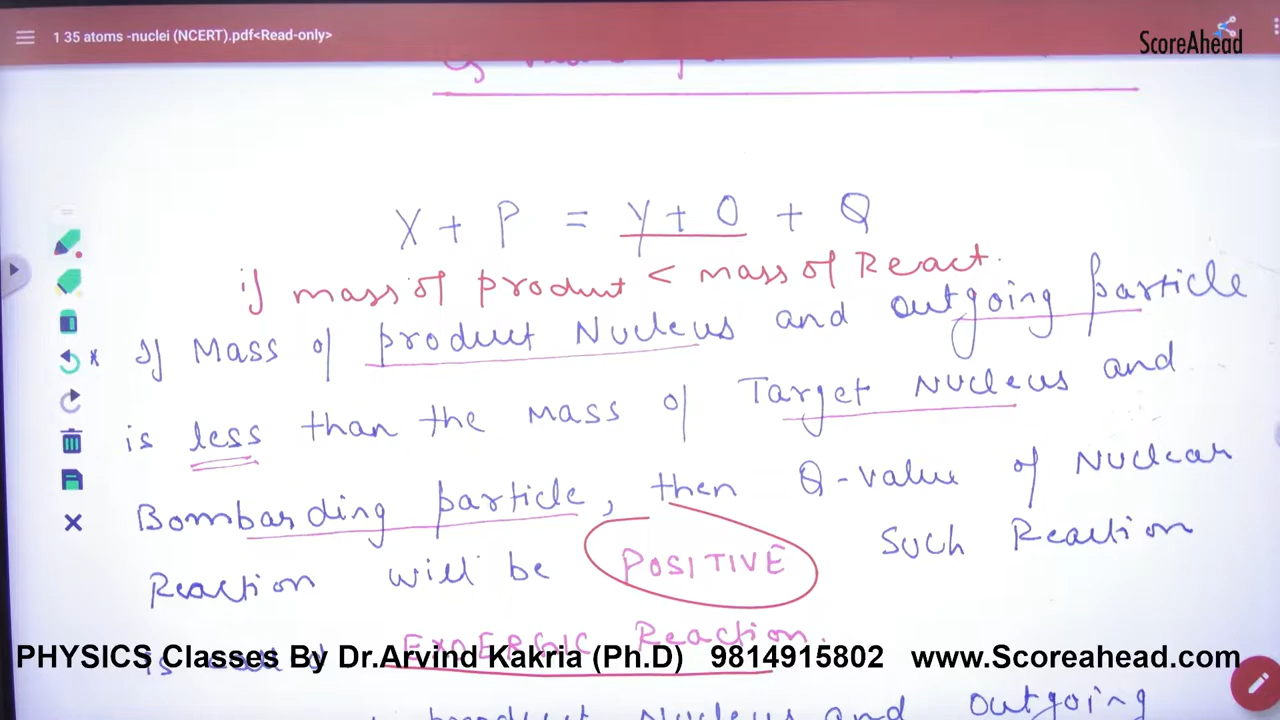 1 35 atoms -nuclei (NCERT).pdf<Read-only>
ScoreAhead
X + P = Y + O + Q
if mass of product < mass of React.
* If Mass of product Nucleus and outgoing particle
is less than the mass of Target Nucleus and
Bombarding particle, then Q-value of Nuclear
Reaction will be POSITIVE Such Reaction
is EXOERGIC Reaction.
PHYSICS Classes By Dr.Arvind Kakria (Ph.D) 9814915802 www.Scoreahead.com
product Nucleus and outgoing